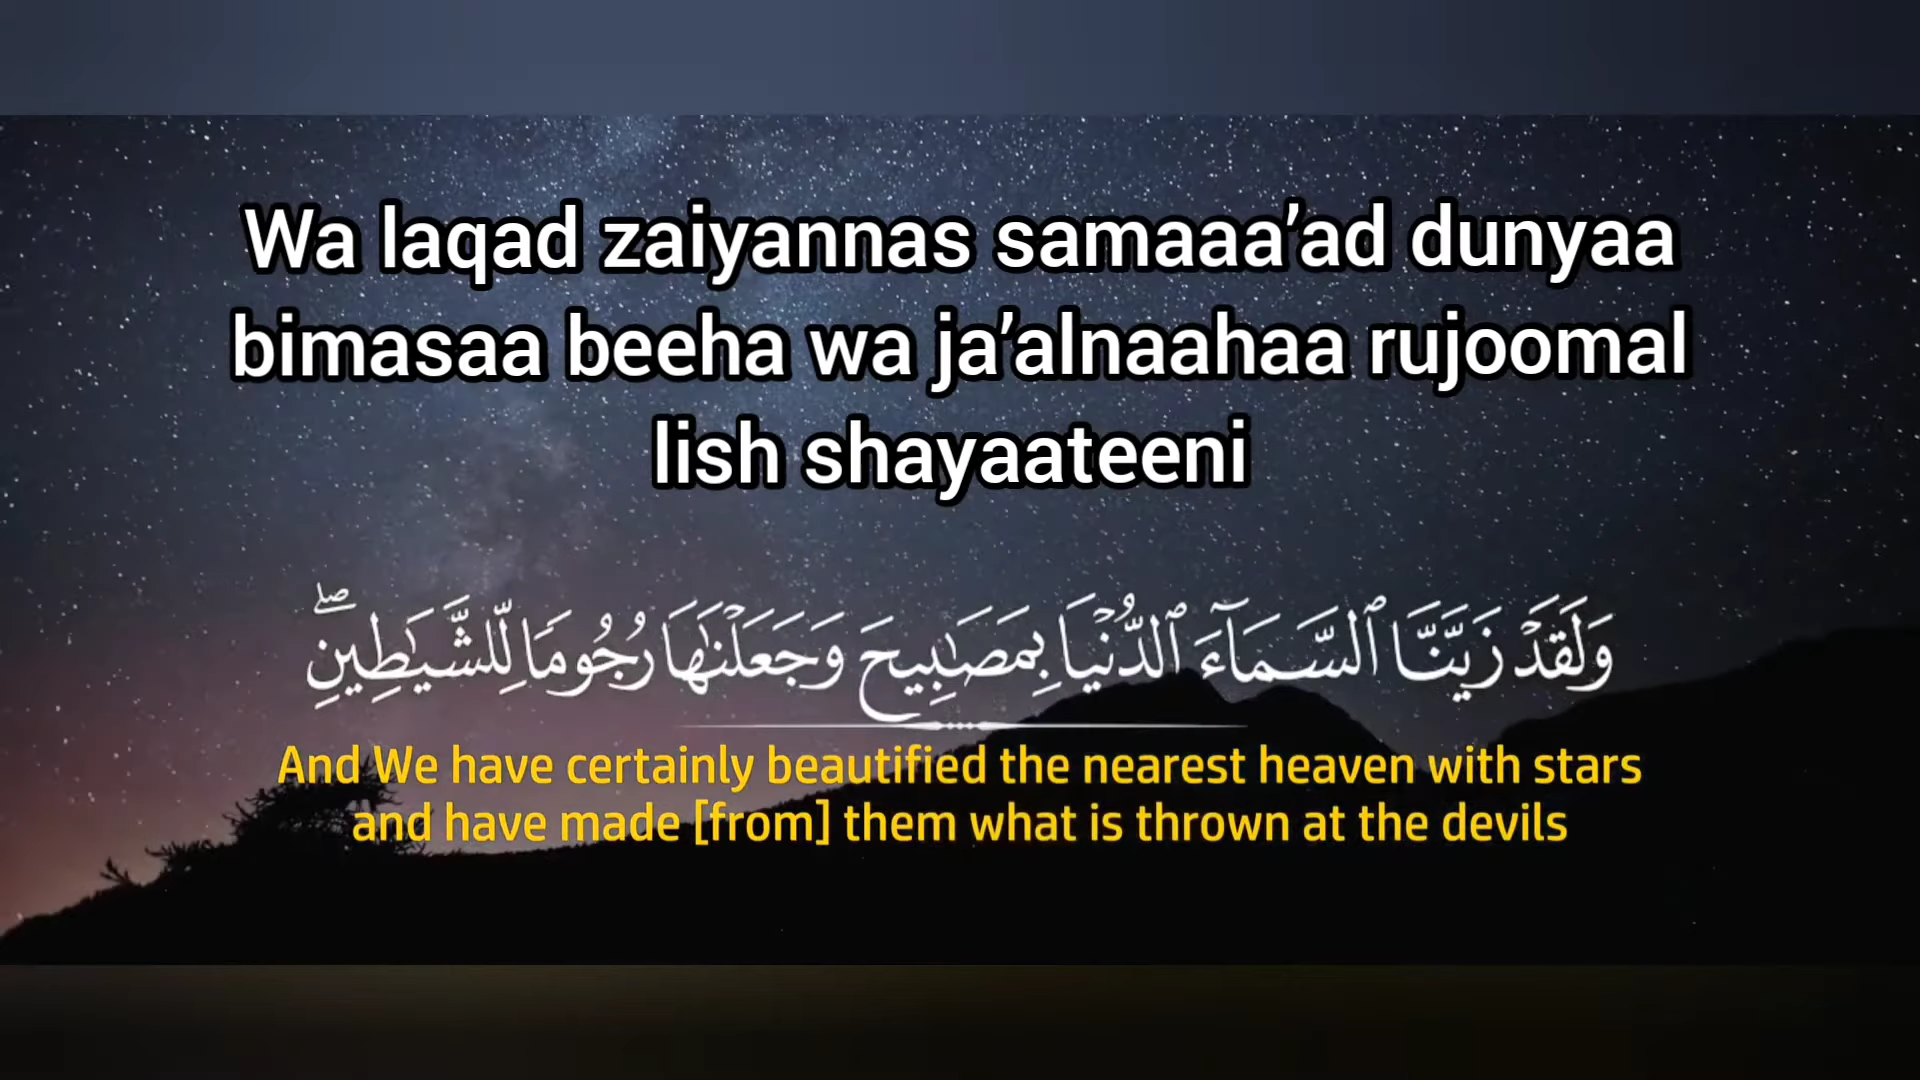 Wa laqad zaiyannas samaaa’ad dunyaa
bimasaa beeha wa ja’alnaahaa rujoomal
lish shayaateeni
وَلَقَدْ زَيَّنَّا ٱلسَّمَآءَ ٱلدُّنْيَا بِمَصَـٰبِيحَ وَجَعَلْنَـٰهَا رُجُومًا لِّلشَّيَـٰطِينِ ۖ
And We have certainly beautified the nearest heaven with stars
and have made [from] them what is thrown at the devils